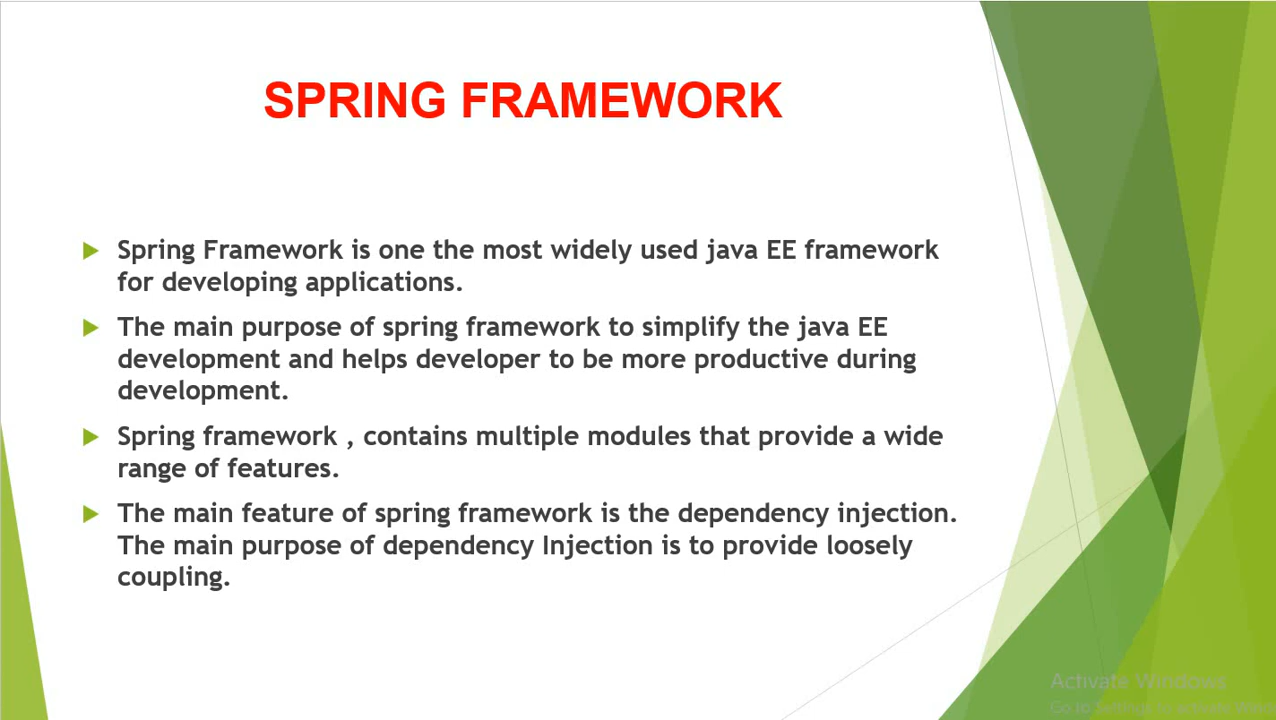 SPRING FRAMEWORK
Spring Framework is one the most widely used java EE framework
for developing applications.
The main purpose of spring framework to simplify the java EE
development and helps developer to be more productive during
development.
Spring framework , contains multiple modules that provide a wide
range of features.
The main feature of spring framework is the dependency injection.
The main purpose of dependency Injection is to provide loosely
coupling.
Activate Windows
Go to Settings to activate